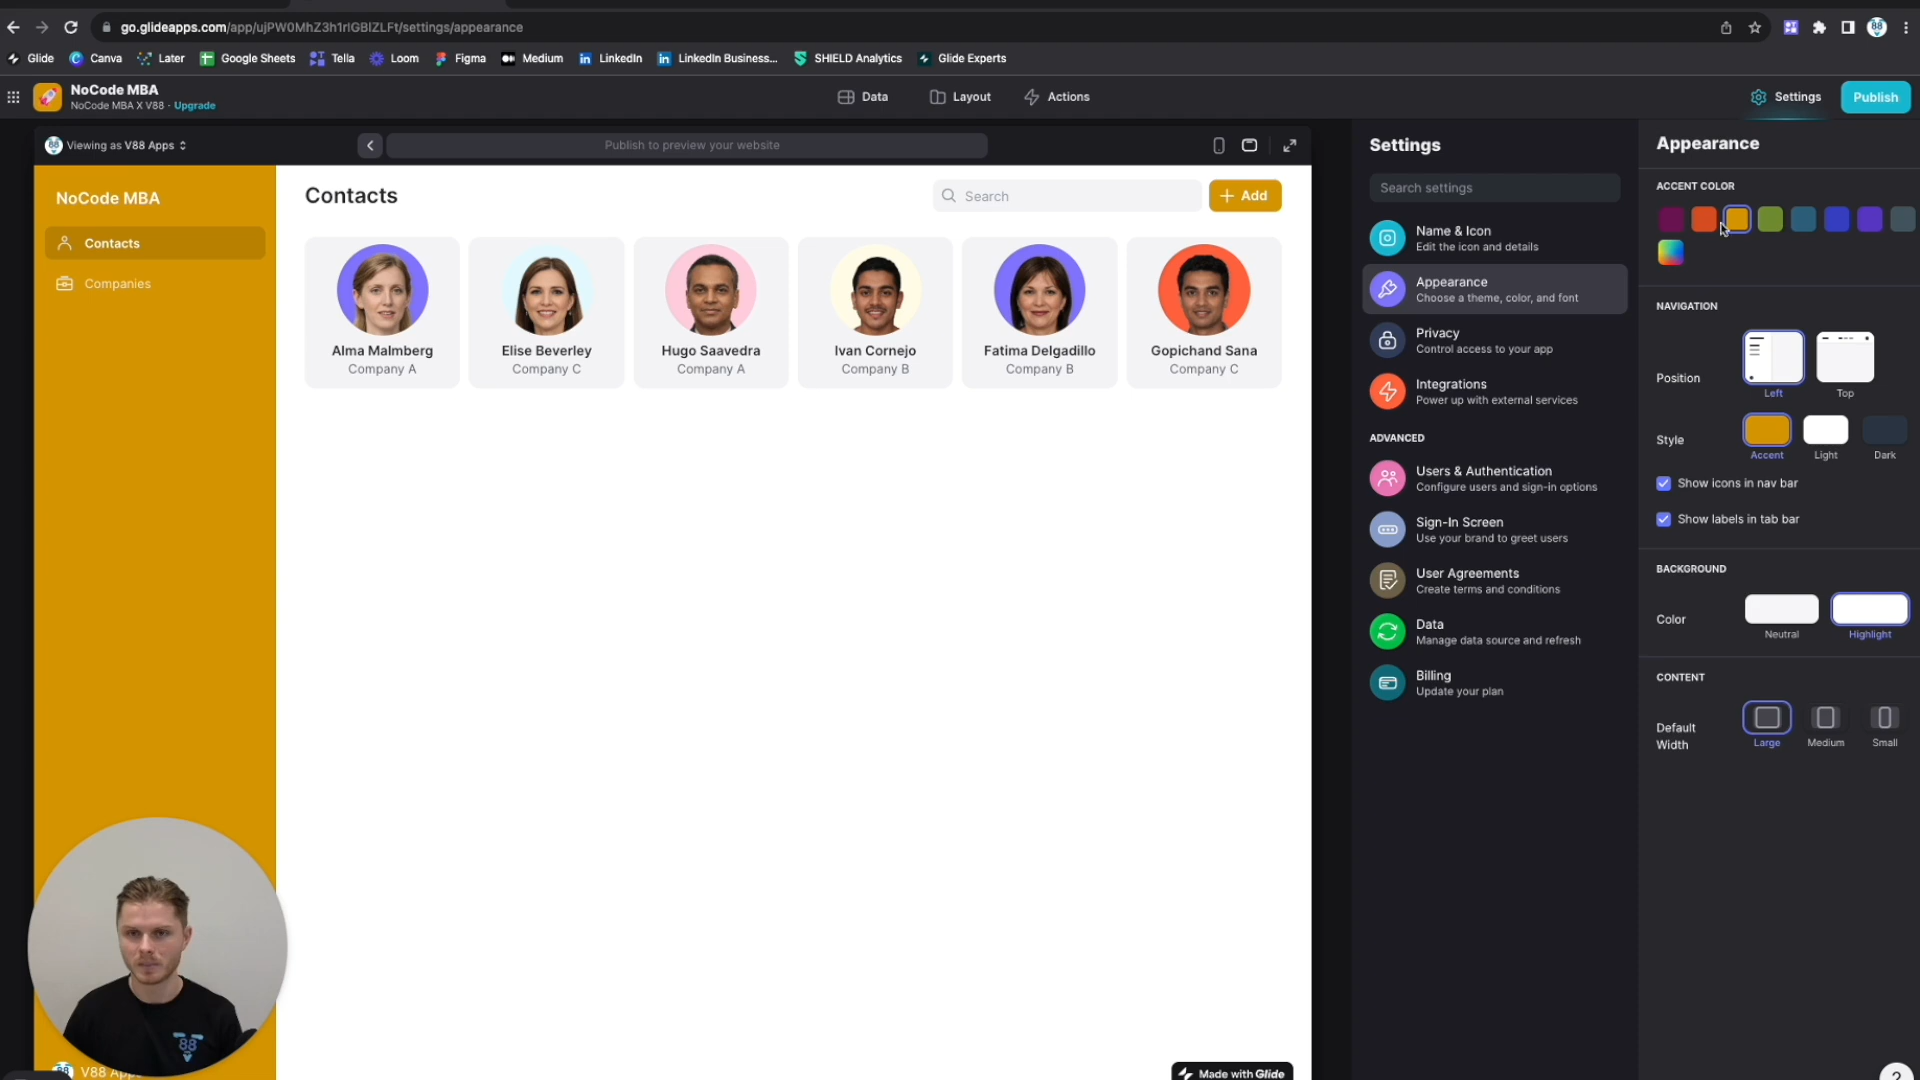 go.glideapps.com/app/ujPW0MhZ3h1rIGBIZLFt/settings/appearance
Glide
Canva
Later
Google Sheets
Tella
Loom
Figma
Medium
LinkedIn
LinkedIn Business...
SHIELD Analytics
Glide Experts
NoCode MBA
NoCode MBA X V88 · Upgrade
Data
Layout
Actions
Settings
Publish
88 Viewing as V88 Apps
Publish to preview your website
NoCode MBA
Contacts
Companies
Contacts
Search
+ Add
Alma Malmberg
Company A
Elise Beverley
Company C
Hugo Saavedra
Company A
Ivan Cornejo
Company B
Fatima Delgadillo
Company B
Gopichand Sana
Company C
88
V88 Apps
Made with Glide
Settings
Search settings
Name & Icon
Edit the icon and details
Appearance
Choose a theme, color, and font
Privacy
Control access to your app
Integrations
Power up with external services
ADVANCED
Users & Authentication
Configure users and sign-in options
Sign-In Screen
Use your brand to greet users
User Agreements
Create terms and conditions
Data
Manage data source and refresh
Billing
Update your plan
Appearance
ACCENT COLOR
NAVIGATION
Position
Left
Top
Style
Accent
Light
Dark
Show icons in nav bar
Show labels in tab bar
BACKGROUND
Color
Neutral
Highlight
CONTENT
Default
Width
Large
Medium
Small
?